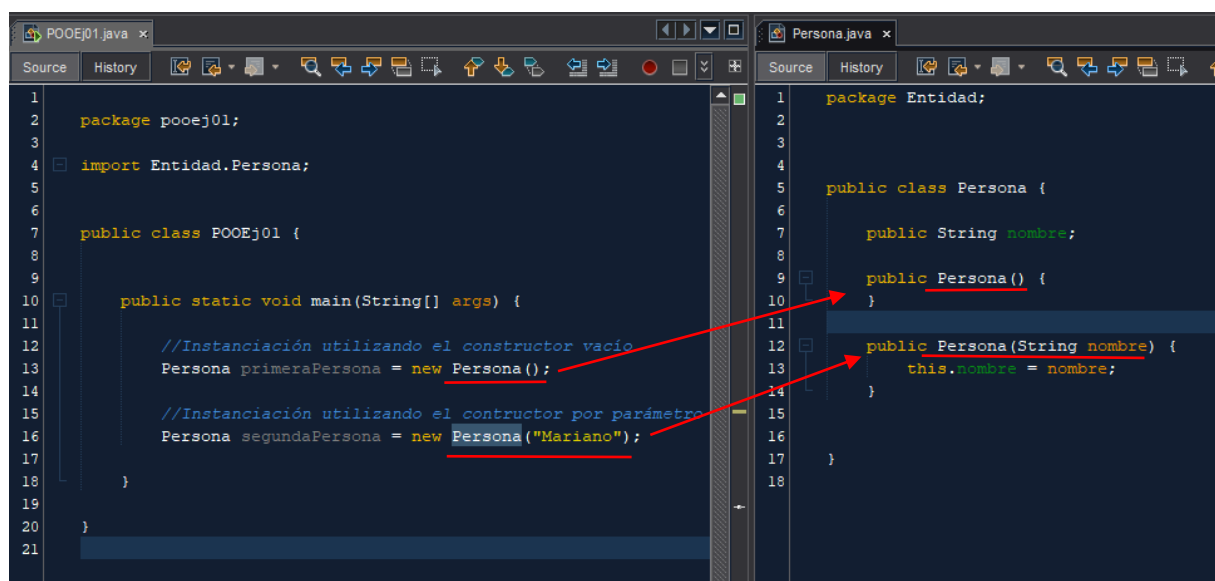 POOEj01.java ×
Source History
1
2 package pooej01;
3
4 import Entidad.Persona;
5
6
7 public class POOEj01 {
8
9
10 public static void main(String[] args) {
11
12 //Instanciación utilizando el constructor vacío
13 Persona primeraPersona = new Persona();
14
15 //Instanciación utilizando el contructor por parámetro
16 Persona segundaPersona = new Persona("Mariano");
17
18 }
19
20 }
21
Persona.java ×
Source History
1 package Entidad;
2
3
4
5 public class Persona {
6
7 public String nombre;
8
9 public Persona() {
10 }
11
12 public Persona(String nombre) {
13 this.nombre = nombre;
14 }
15
16
17 }
18